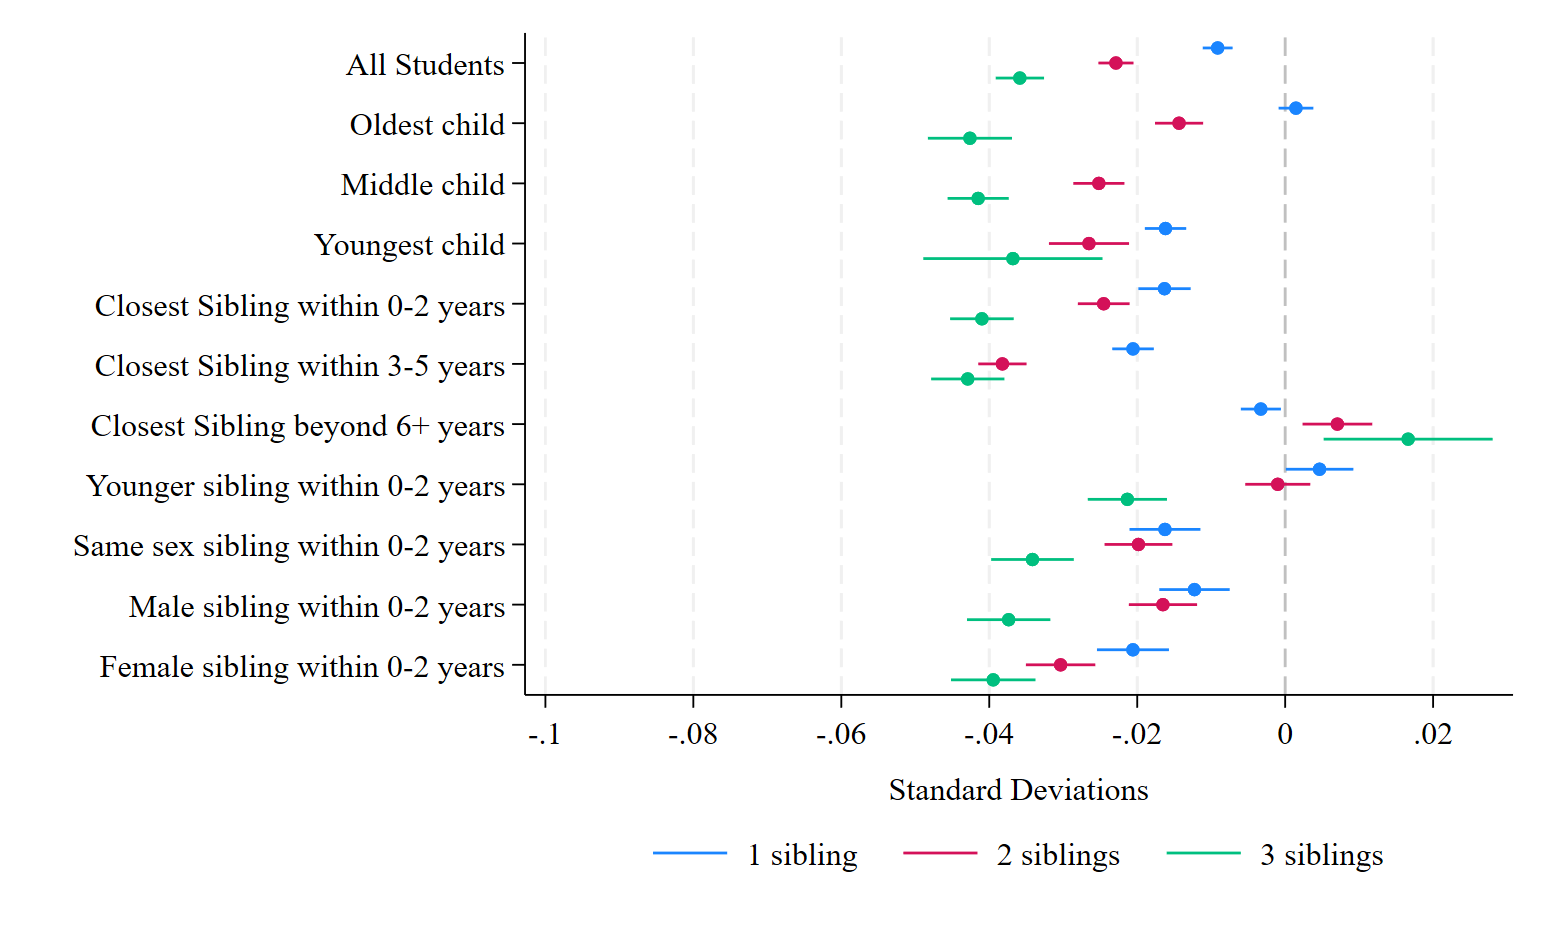 All Students
Oldest child
Middle child
Youngest child
Closest Sibling within 0-2 years
Closest Sibling within 3-5 years
Closest Sibling beyond 6+ years
Younger sibling within 0-2 years
Same sex sibling within 0-2 years
Male sibling within 0-2 years
Female sibling within 0-2 years
-.1 -.08 -.06 -.04 -.02 0 .02
Standard Deviations
1 sibling 2 siblings 3 siblings